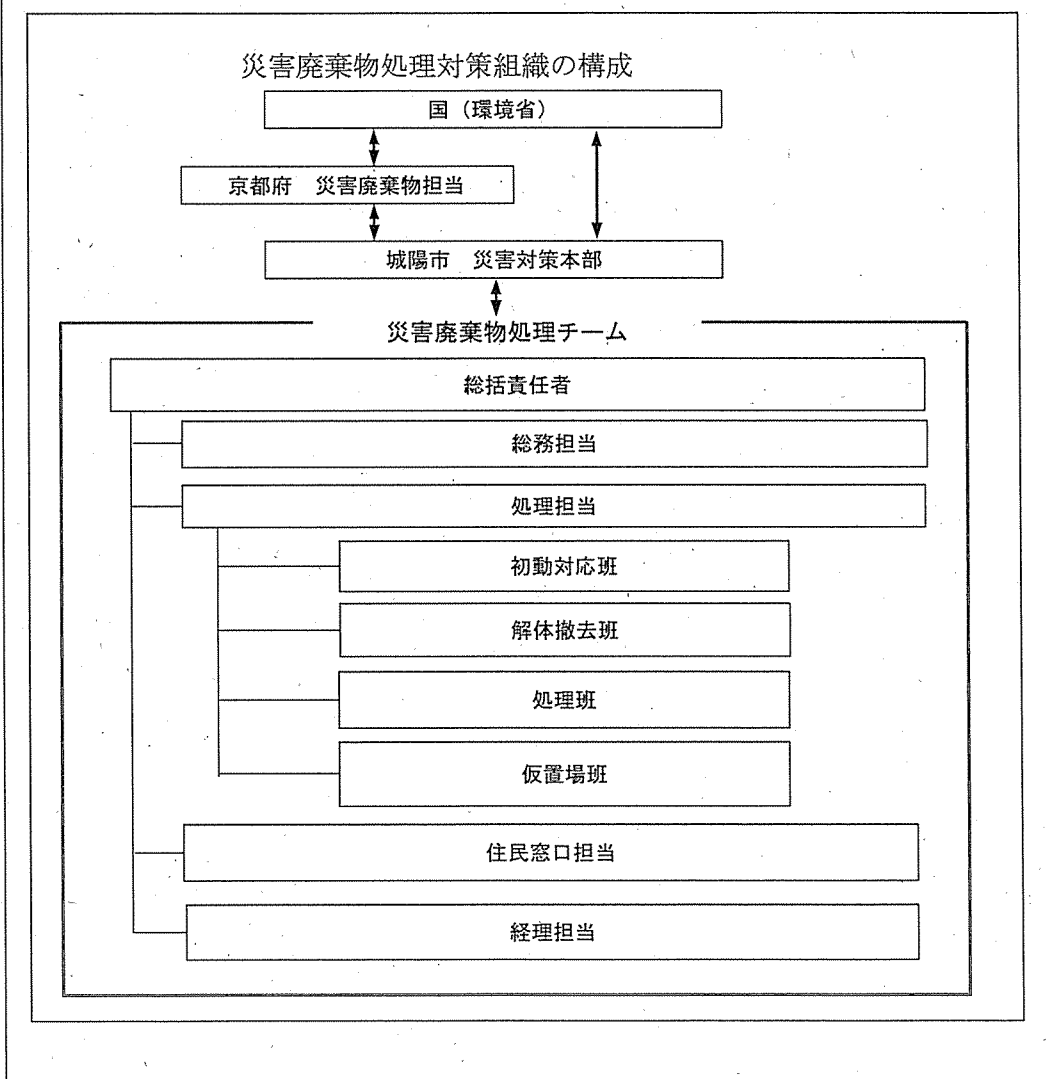 災害廃棄物処理対策組織の構成
国（環境省）
京都府　災害廃棄物担当
城陽市　災害対策本部
災害廃棄物処理チーム
総括責任者
総務担当
処理担当
初動対応班
解体撤去班
処理班
仮置場班
住民窓口担当
経理担当